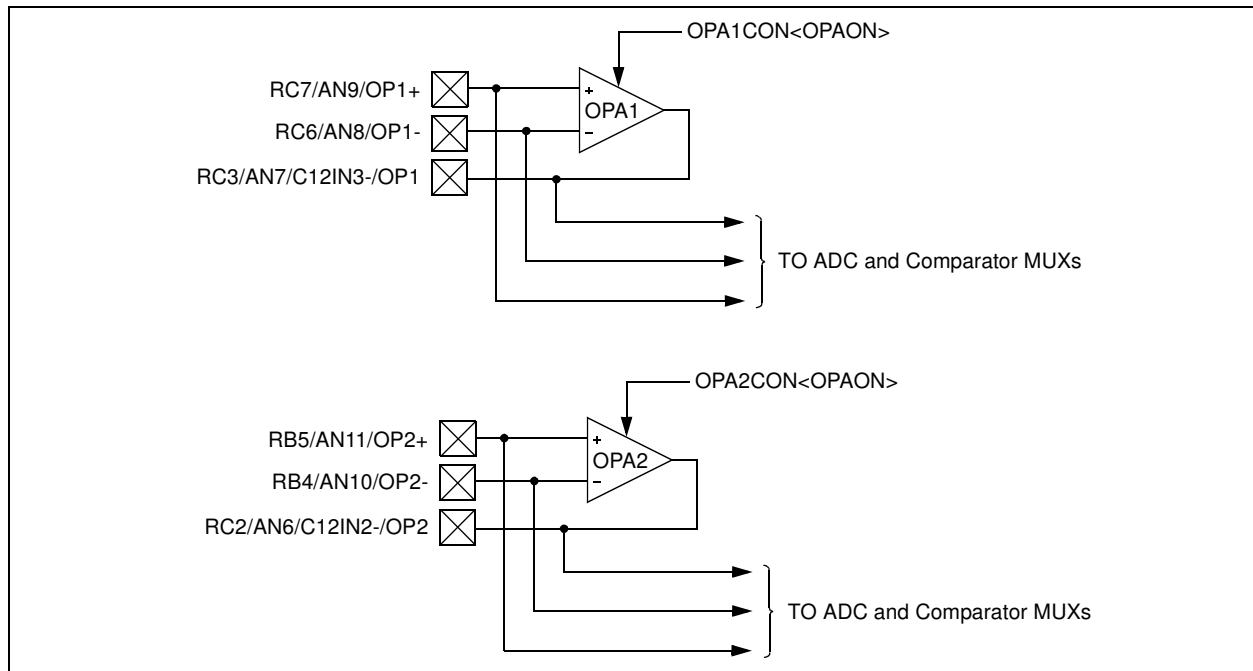 OPA1CON<OPAON>
RC7/AN9/OP1+
+
OPA1
RC6/AN8/OP1-
–
RC3/AN7/C12IN3-/OP1
TO ADC and Comparator MUXs
OPA2CON<OPAON>
RB5/AN11/OP2+
+
OPA2
RB4/AN10/OP2-
–
RC2/AN6/C12IN2-/OP2
TO ADC and Comparator MUXs